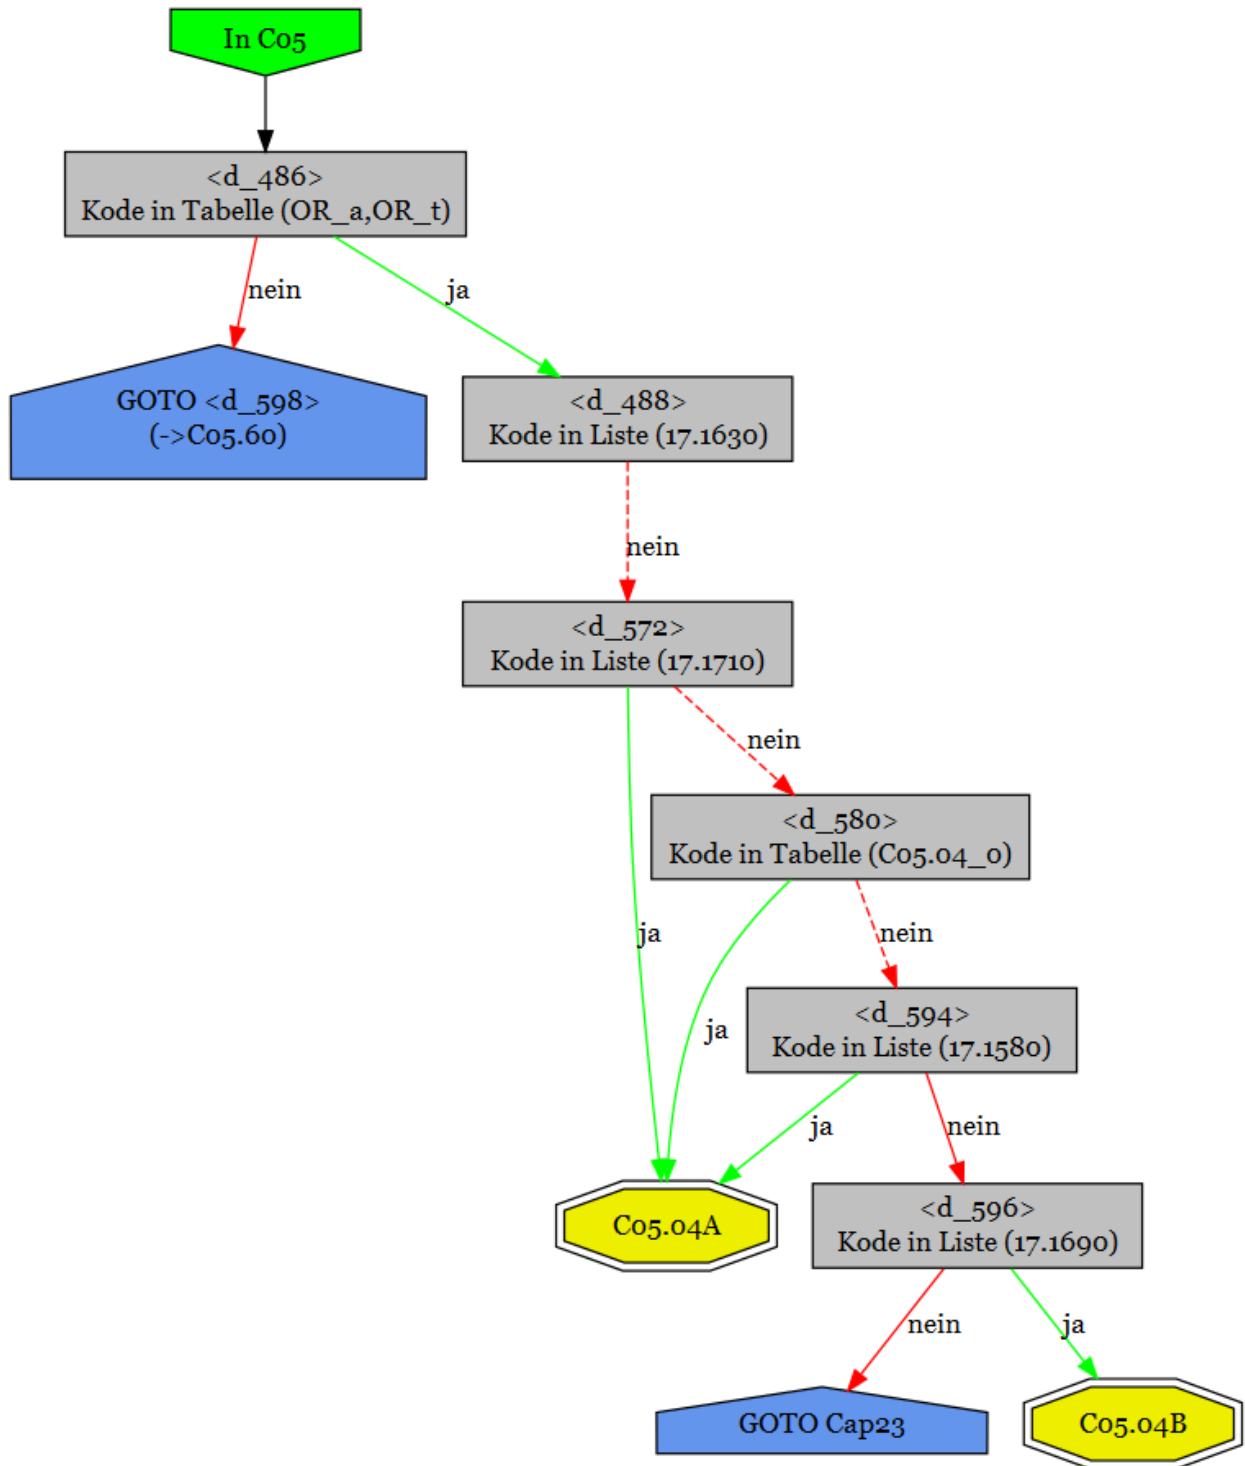 In C05
<d_486>
Kode in Tabelle (OR_a,OR_t)
nein
ja
GOTO <d_598>
(->C05.60)
<d_488>
Kode in Liste (17.1630)
nein
<d_572>
Kode in Liste (17.1710)
nein
<d_580>
Kode in Tabelle (C05.04_0)
ja
nein
<d_594>
Kode in Liste (17.1580)
ja
ja
nein
<d_596>
Kode in Liste (17.1690)
C05.04A
nein
ja
GOTO Cap23
C05.04B